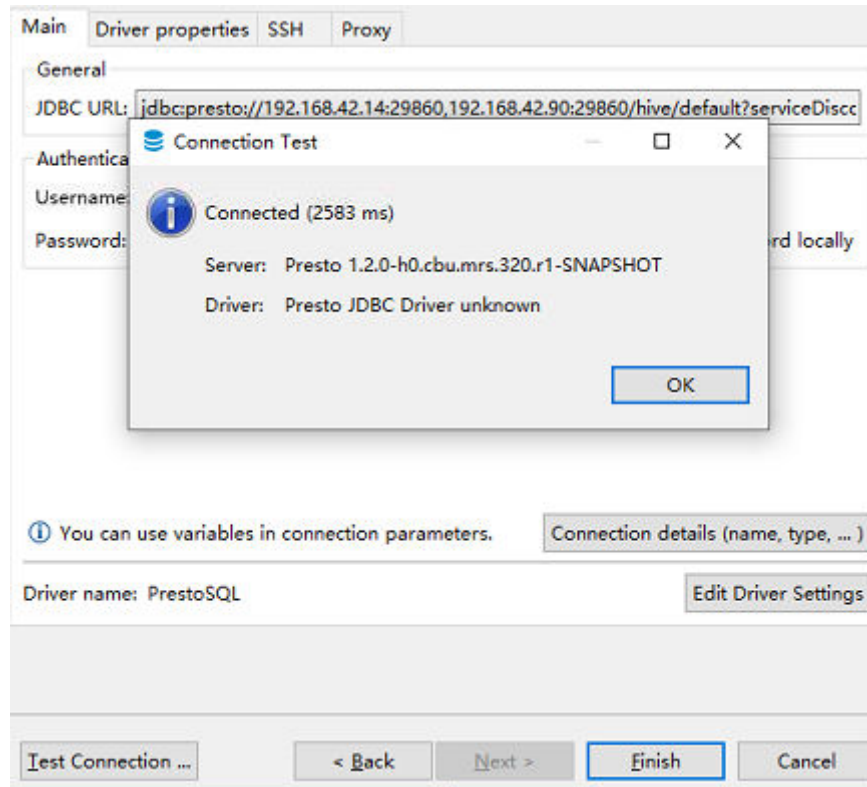 Main Driver properties SSH Proxy
General
JDBC URL: jdbc:presto://192.168.42.14:29860,192.168.42.90:29860/hive/default?serviceDiscc
Connection Test
Authentica
Username:
Connected (2583 ms)
Password:
rd locally
Server: Presto 1.2.0-h0.cbu.mrs.320.r1-SNAPSHOT
Driver: Presto JDBC Driver unknown
OK
You can use variables in connection parameters. Connection details (name, type, ... )
Driver name: PrestoSQL Edit Driver Settings
Test Connection ... < Back Next > Finish Cancel